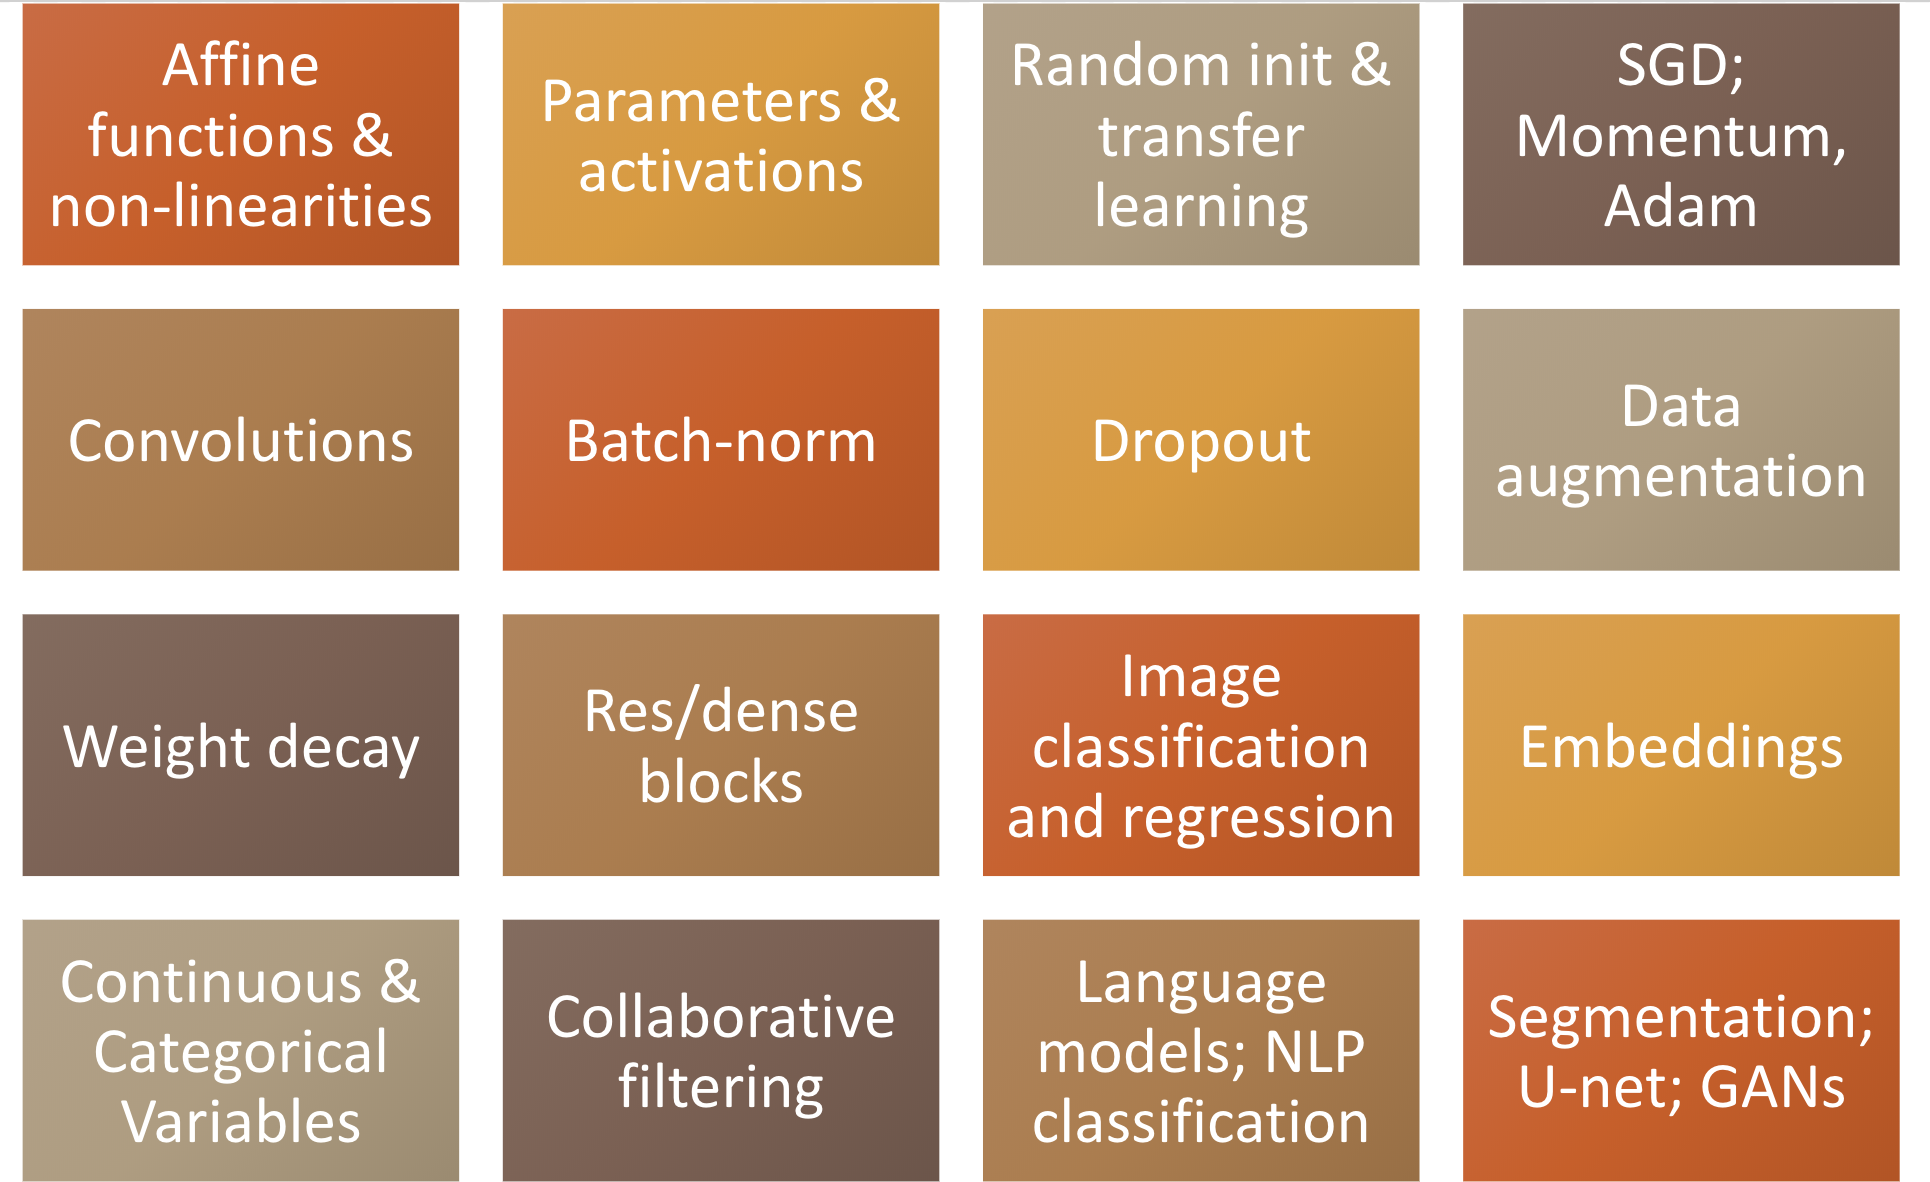 Affine
functions &
non-linearities
Parameters &
activations
Random init &
transfer
learning
SGD;
Momentum,
Adam
Convolutions
Batch-norm
Dropout
Data
augmentation
Weight decay
Res/dense
blocks
Image
classification
and regression
Embeddings
Continuous &
Categorical
Variables
Collaborative
filtering
Language
models; NLP
classification
Segmentation;
U-net; GANs